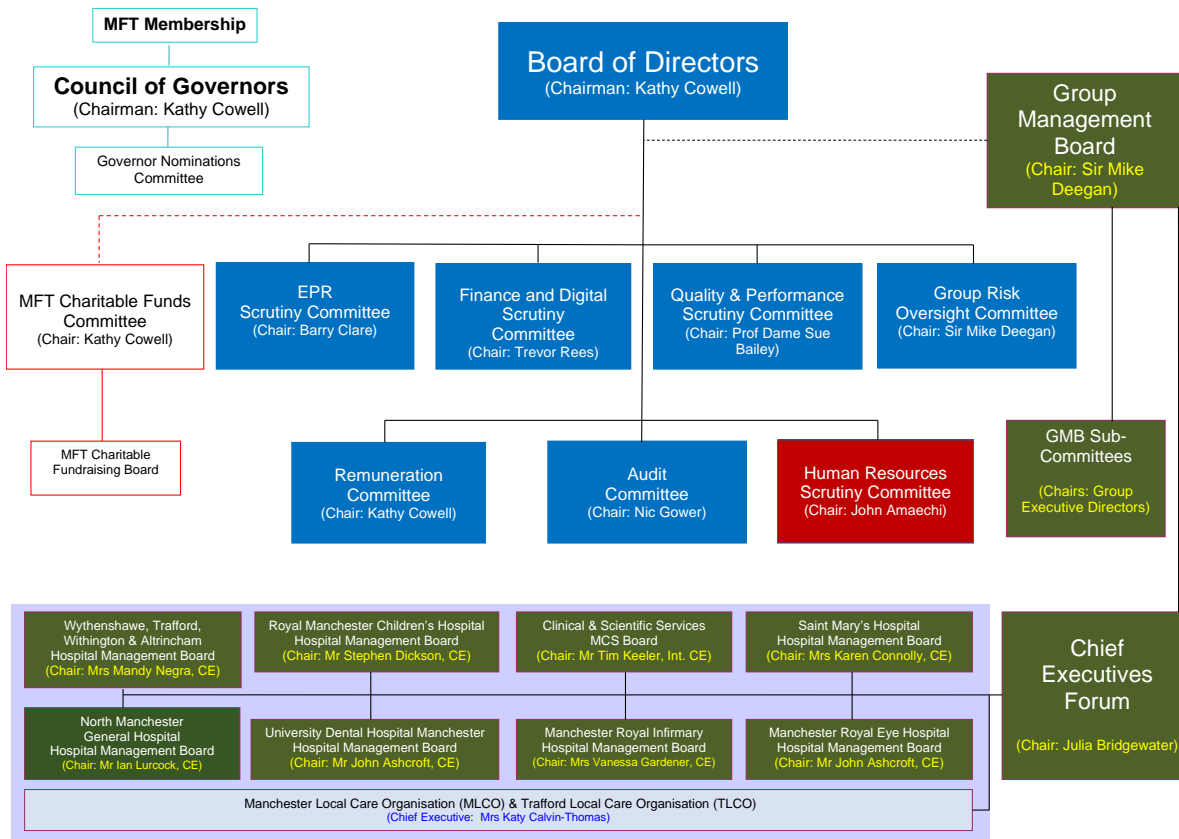 MFT Membership
Council of Governors
(Chairman: Kathy Cowell)
Governor Nominations
Committee
Board of Directors
(Chairman: Kathy Cowell)
Group
Management
Board
(Chair: Sir Mike
Deegan)
MFT Charitable Funds
Committee
(Chair: Kathy Cowell)
MFT Charitable
Fundraising Board
EPR
Scrutiny Committee
(Chair: Barry Clare)
Finance and Digital
Scrutiny
Committee
(Chair: Trevor Rees)
Quality & Performance
Scrutiny Committee
(Chair: Prof Dame Sue
Bailey)
Group Risk
Oversight Committee
(Chair: Sir Mike Deegan)
Remuneration
Committee
(Chair: Kathy Cowell)
Audit
Committee
(Chair: Nic Gower)
Human Resources
Scrutiny Committee
(Chair: John Amaechi)
GMB Sub-
Committees
(Chairs: Group
Executive Directors)
Wythenshawe, Trafford,
Withington & Altrincham
Hospital Management Board
(Chair: Mrs Mandy Negra, CE)
Royal Manchester Children's Hospital
Hospital Management Board
(Chair: Mr Stephen Dickson, CE)
Clinical & Scientific Services
MCS Board
(Chair: Mr Tim Keeler, Int. CE)
Saint Mary's Hospital
Hospital Management Board
(Chair: Mrs Karen Connolly, CE)
North Manchester
General Hospital
Hospital Management Board
(Chair: Mr Ian Lurcock, CE)
University Dental Hospital Manchester
Hospital Management Board
(Chair: Mr John Ashcroft, CE)
Manchester Royal Infirmary
Hospital Management Board
(Chair: Mrs Vanessa Gardener, CE)
Manchester Royal Eye Hospital
Hospital Management Board
(Chair: Mr John Ashcroft, CE)
Chief
Executives
Forum
(Chair: Julia Bridgewater)
Manchester Local Care Organisation (MLCO) & Trafford Local Care Organisation (TLCO)
(Chief Executive: Mrs Katy Calvin-Thomas)